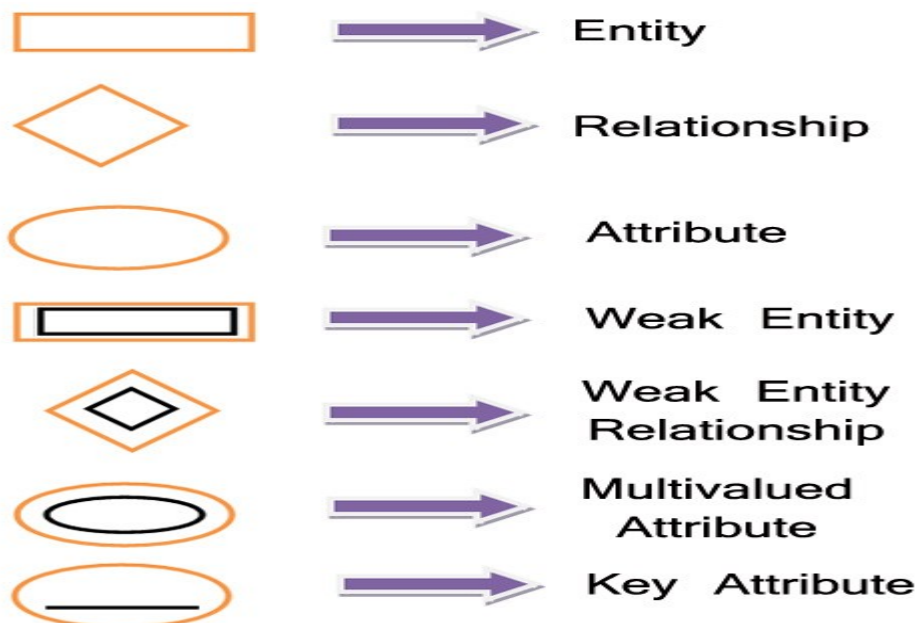 Entity
Relationship
Attribute
Weak Entity
Weak Entity
Relationship
Multivalued
Attribute
Key Attribute